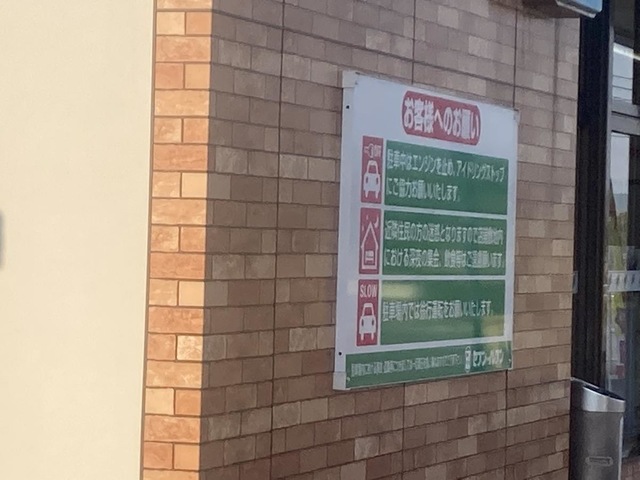 お客様へのお願い
OFF
駐車中はエンジンを止め、アイドリングストップ
にご協力お願いいたします。
近隣住民の方の迷惑となりますので店舗敷地内
における深夜の集会、飲食等はご遠慮願います。
SLOW
駐車場内では徐行運転をお願いいたします。
セブン-イレブン